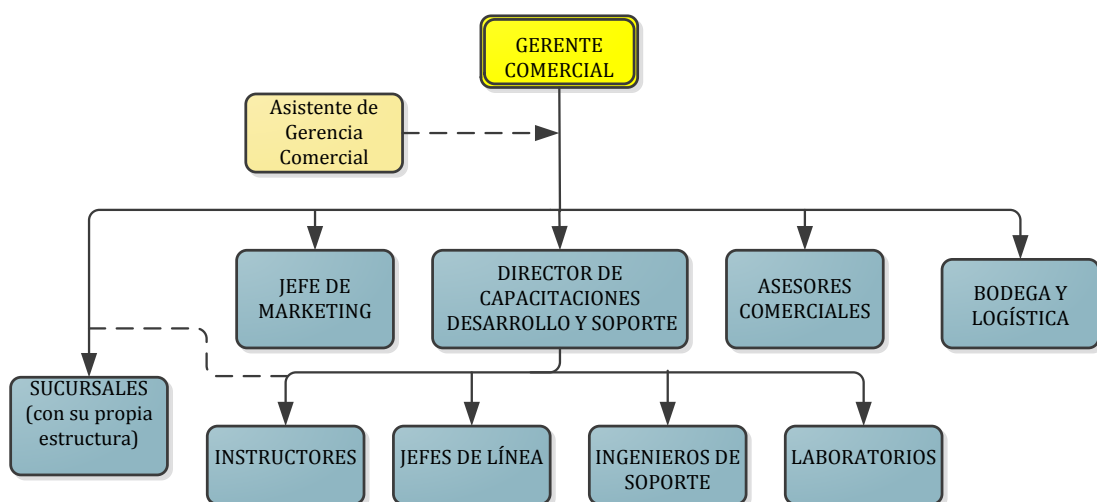 GERENTE
COMERCIAL
Asistente de
Gerencia
Comercial
JEFE DE
MARKETING
DIRECTOR DE
CAPACITACIONES
DESARROLLO Y SOPORTE
ASESORES
COMERCIALES
BODEGA Y
LOGÍSTICA
SUCURSALES
(con su propia
estructura)
INSTRUCTORES
JEFES DE LÍNEA
INGENIEROS DE
SOPORTE
LABORATORIOS